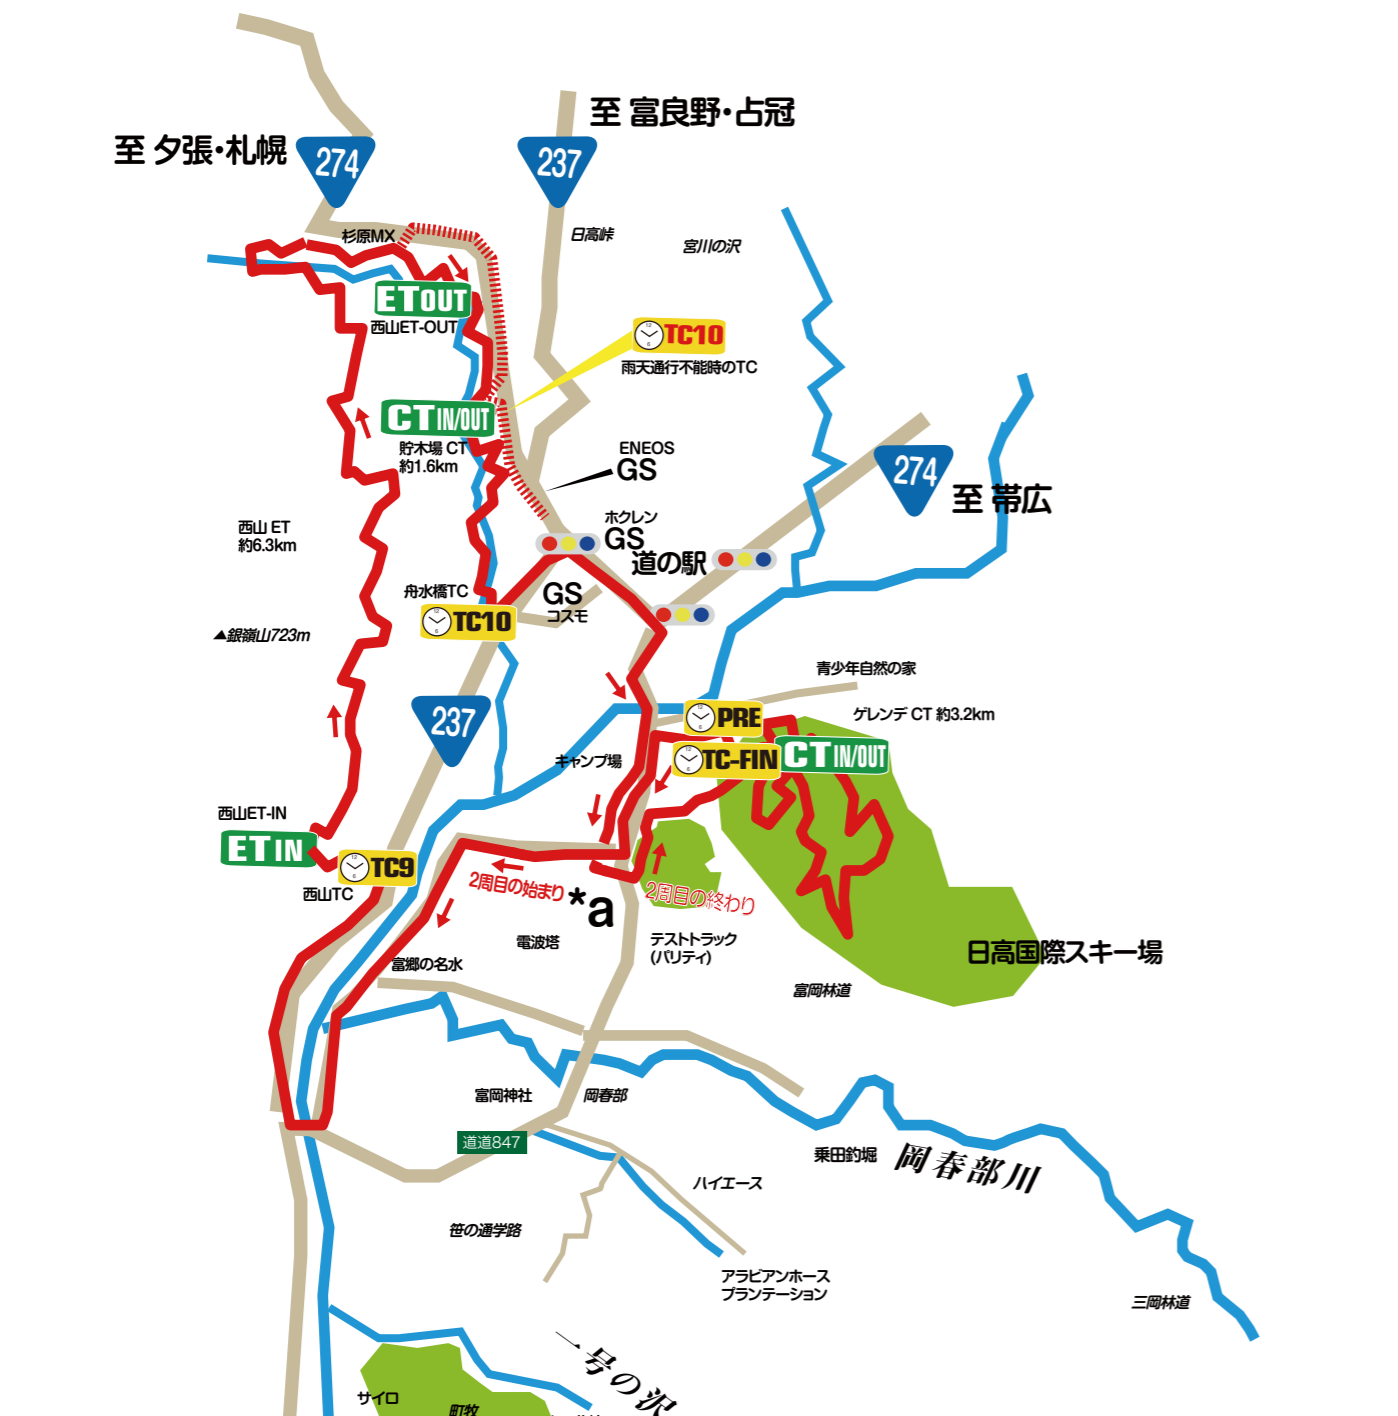 至 富良野・占冠
至 夕張・札幌
274
237
日高峠
宮川の沢
杉原MX
ETOUT
西山ET-OUT
TC10
雨天通行不能時のTC
CT IN/OUT
貯木場 CT
約1.6km
ENEOS
GS
274
至 帯広
西山 ET
約6.3km
ホクレン
GS
道の駅
舟水橋TC
TC10
GS
コスモ
▲銀嶺山723m
青少年自然の家
237
PRE
ゲレンデ CT 約3.2km
キャンプ場
TC-FIN
CT IN/OUT
西山ET-IN
ET IN
TC9
西山TC
2周目の始まり
*a
2周目の終わり
電波塔
テストトラック
(パリティ)
日高国際スキー場
富郷の名水
富岡林道
富岡神社
岡春部
道道847
乗田釣堀
岡春部川
ハイエース
笹の通学路
アラビアンホース
プランテーション
三岡林道
一号の沢
サイロ
町牧